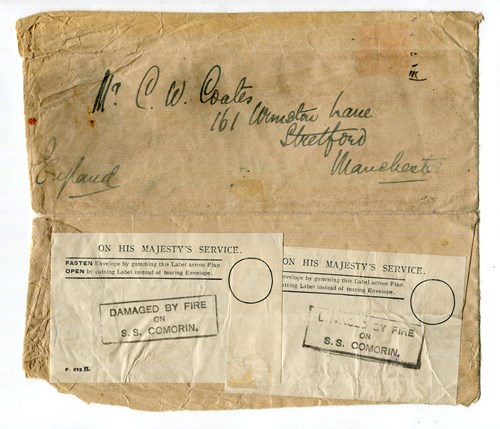 Mr. C. W. Coates
161 Winston Lane
Stretford
Manchester
England
ON HIS MAJESTY'S SERVICE.
FASTEN Envelope by gumming this Label across Flap.
OPEN by cutting Label instead of tearing Envelope.
DAMAGED BY FIRE
ON
S. S. COMORIN.
P. 613.B.
ON HIS MAJESTY'S SERVICE.
Envelope by gumming this Label across Flap.
cutting Label instead of tearing Envelope.
DAMAGED BY FIRE
ON
S. S. COMORIN.